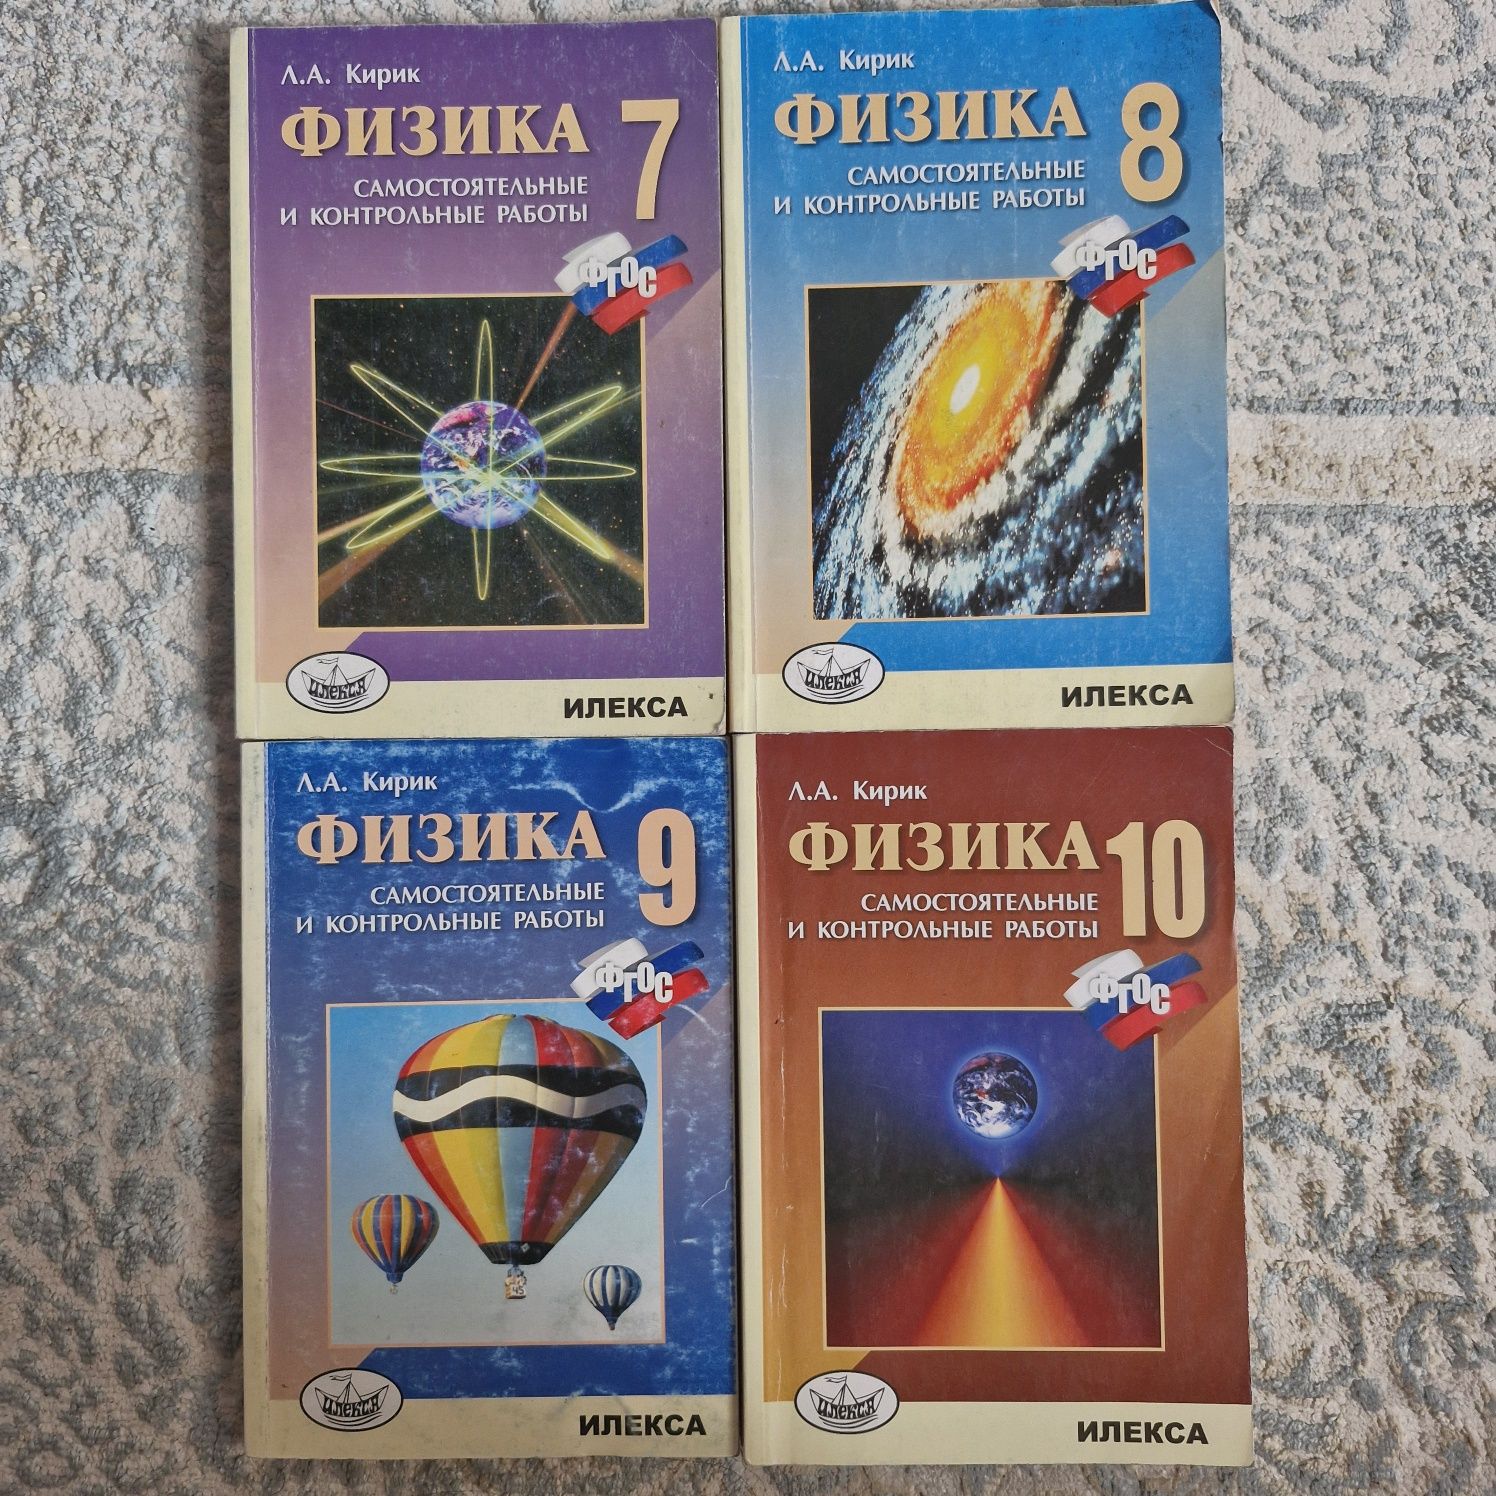 Л.А. Кирик
ФИЗИКА 7
САМОСТОЯТЕЛЬНЫЕ
И КОНТРОЛЬНЫЕ РАБОТЫ
ФГОС
ИЛЕКСА
ИЛЕКСА
Л.А. Кирик
ФИЗИКА 8
САМОСТОЯТЕЛЬНЫЕ
И КОНТРОЛЬНЫЕ РАБОТЫ
ФГОС
ИЛЕКСА
ИЛЕКСА
Л.А. Кирик
ФИЗИКА 9
САМОСТОЯТЕЛЬНЫЕ
И КОНТРОЛЬНЫЕ РАБОТЫ
ФГОС
45
ИЛЕКСА
ИЛЕКСА
Л.А. Кирик
ФИЗИКА 10
САМОСТОЯТЕЛЬНЫЕ
И КОНТРОЛЬНЫЕ РАБОТЫ
ФГОС
ИЛЕКСА
ИЛЕКСА